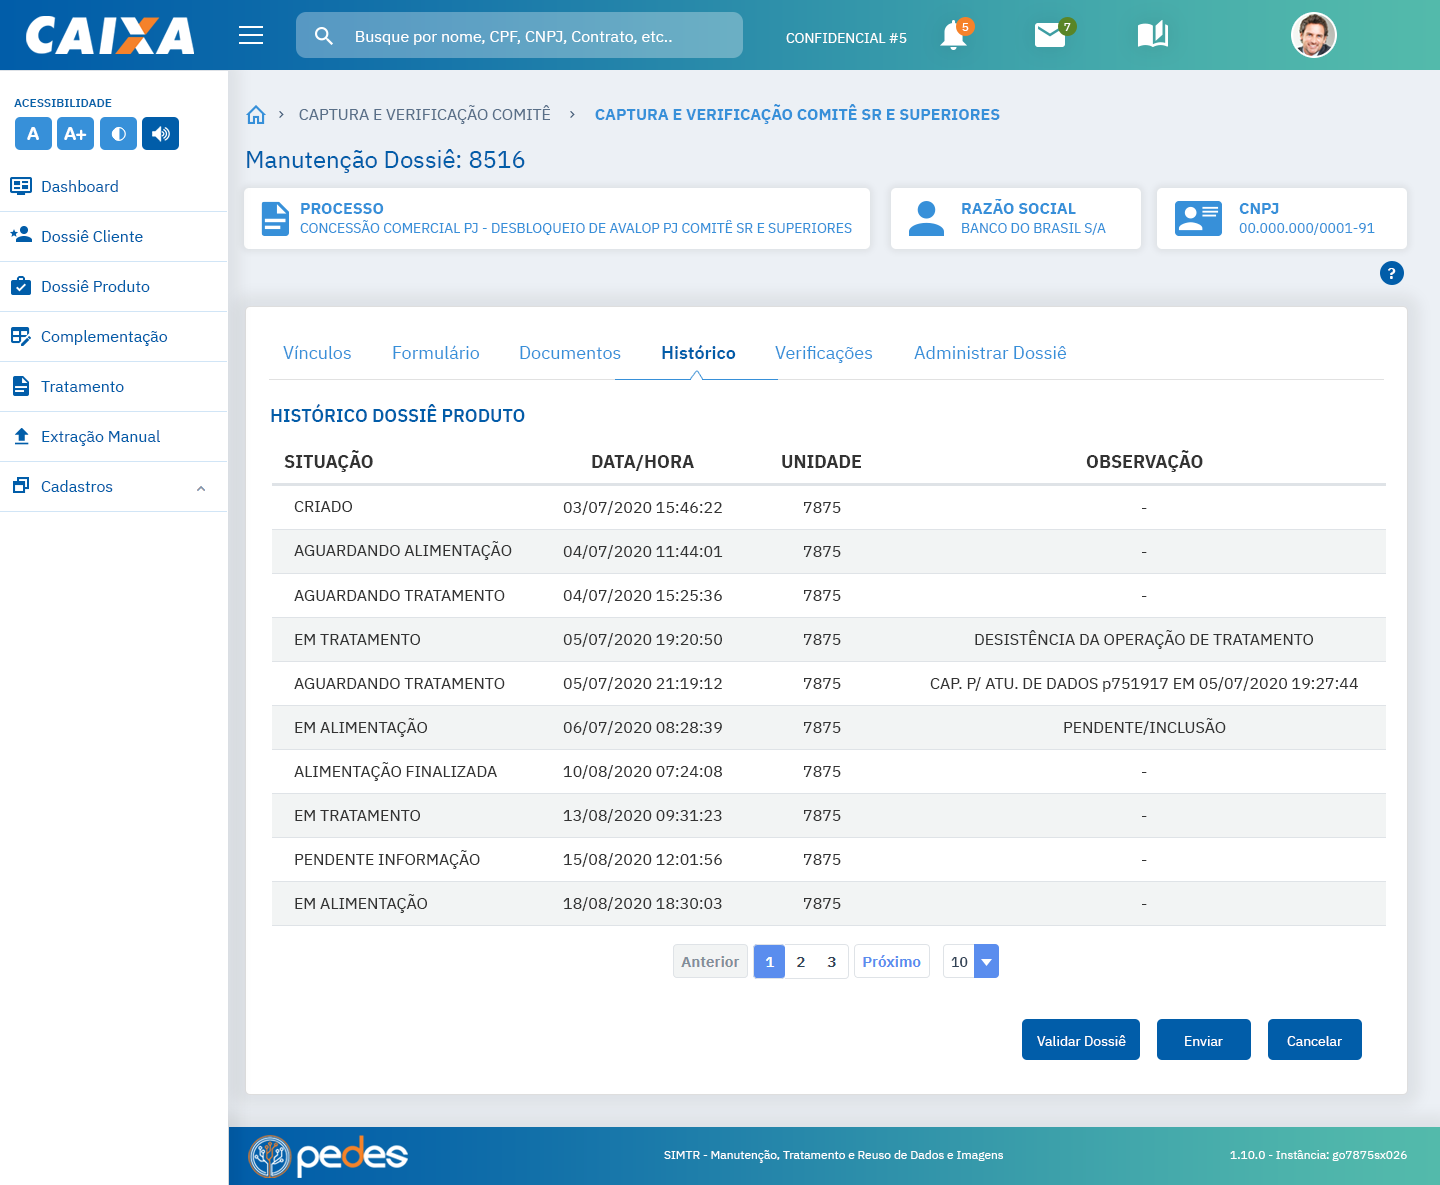 CAIXA
Busque por nome, CPF, CNPJ, Contrato, etc..
CONFIDENCIAL #5
5
7
ACESSIBILIDADE
A
A+
Dashboard
Dossiê Cliente
Dossiê Produto
Complementação
Tratamento
Extração Manual
Cadastros
CAPTURA E VERIFICAÇÃO COMITÊ > CAPTURA E VERIFICAÇÃO COMITÊ SR E SUPERIORES
Manutenção Dossiê: 8516
PROCESSO
CONCESSÃO COMERCIAL PJ - DESBLOQUEIO DE AVALOP PJ COMITÊ SR E SUPERIORES
RAZÃO SOCIAL
BANCO DO BRASIL S/A
CNPJ
00.000.000/0001-91
?
Vínculos Formulário Documentos Histórico Verificações Administrar Dossiê
HISTÓRICO DOSSIÊ PRODUTO
SITUAÇÃO DATA/HORA UNIDADE OBSERVAÇÃO
CRIADO 03/07/2020 15:46:22 7875 -
AGUARDANDO ALIMENTAÇÃO 04/07/2020 11:44:01 7875 -
AGUARDANDO TRATAMENTO 04/07/2020 15:25:36 7875 -
EM TRATAMENTO 05/07/2020 19:20:50 7875 DESISTÊNCIA DA OPERAÇÃO DE TRATAMENTO
AGUARDANDO TRATAMENTO 05/07/2020 21:19:12 7875 CAP. P/ ATU. DE DADOS p751917 EM 05/07/2020 19:27:44
EM ALIMENTAÇÃO 06/07/2020 08:28:39 7875 PENDENTE/INCLUSÃO
ALIMENTAÇÃO FINALIZADA 10/08/2020 07:24:08 7875 -
EM TRATAMENTO 13/08/2020 09:31:23 7875 -
PENDENTE INFORMAÇÃO 15/08/2020 12:01:56 7875 -
EM ALIMENTAÇÃO 18/08/2020 18:30:03 7875 -
Anterior 1 2 3 Próximo 10
Validar Dossiê Enviar Cancelar
pedes
SIMTR - Manutenção, Tratamento e Reuso de Dados e Imagens
1.10.0 - Instância: go7875sx026